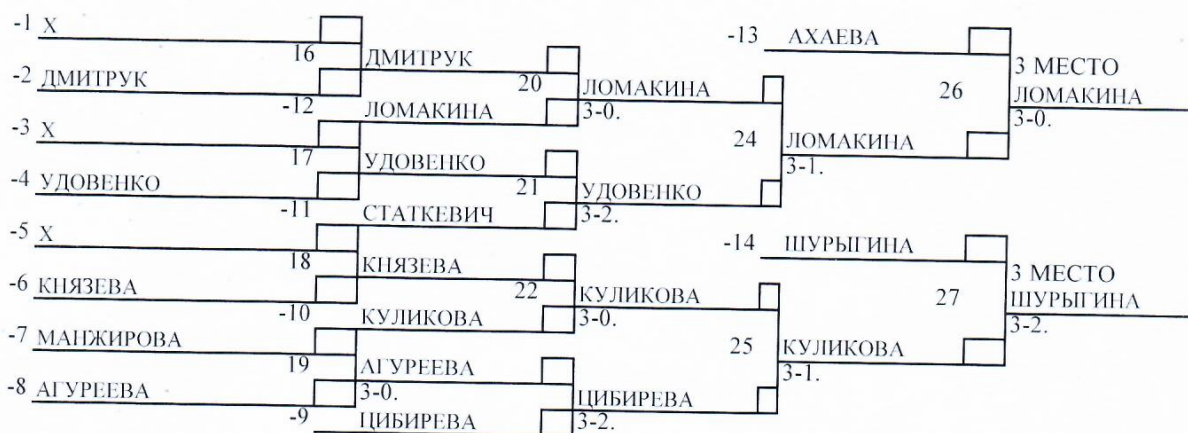 -1 Х
16
ДМИТРУК
-2 ДМИТРУК
20
ЛОМАКИНА
3-0.
-12 ЛОМАКИНА
-3 Х
17
УДОВЕНКО
-4 УДОВЕНКО
21
УДОВЕНКО
3-2.
-11 СТАТКЕВИЧ
24
ЛОМАКИНА
3-1.
-13 АХАЕВА
26
3 МЕСТО
ЛОМАКИНА
3-0.
-5 Х
18
КНЯЗЕВА
-6 КНЯЗЕВА
22
КУЛИКОВА
3-0.
-10 КУЛИКОВА
-7 МАНЖИРОВА
19
АГУРЕЕВА
3-0.
-8 АГУРЕЕВА
ЦИБИРЕВА
3-2.
-9 ЦИБИРЕВА
25
КУЛИКОВА
3-1.
-14 ШУРЫГИНА
27
3 МЕСТО
ШУРЫГИНА
3-2.